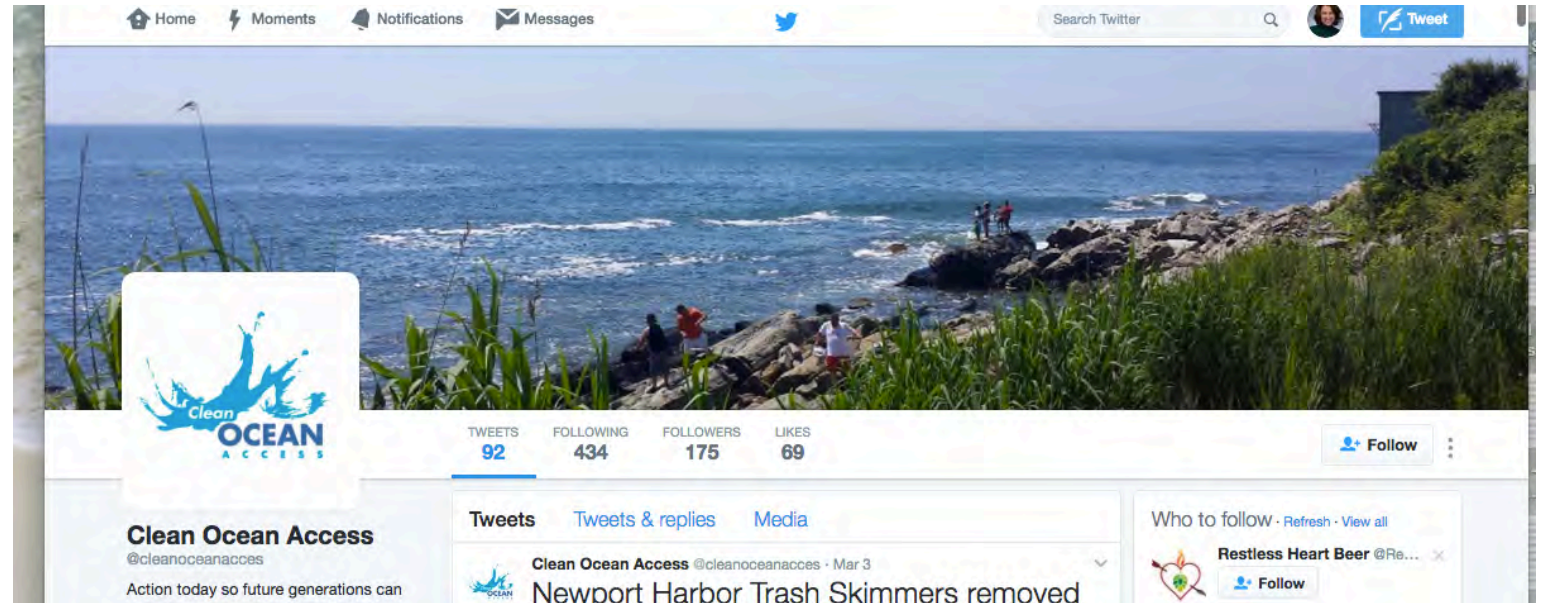 Home Moments Notifications Messages Search Twitter Tweet
Clean
OCEAN
ACCESS
TWEETS FOLLOWING FOLLOWERS LIKES
92 434 175 69
Follow
Clean Ocean Access
@cleanoceanacces
Action today so future generations can
Tweets Tweets & replies Media
Clean Ocean Access @cleanoceanacces · Mar 3
OCEAN
Newport Harbor Trash Skimmers removed
Who to follow · Refresh · View all
Restless Heart Beer @Re...
Follow